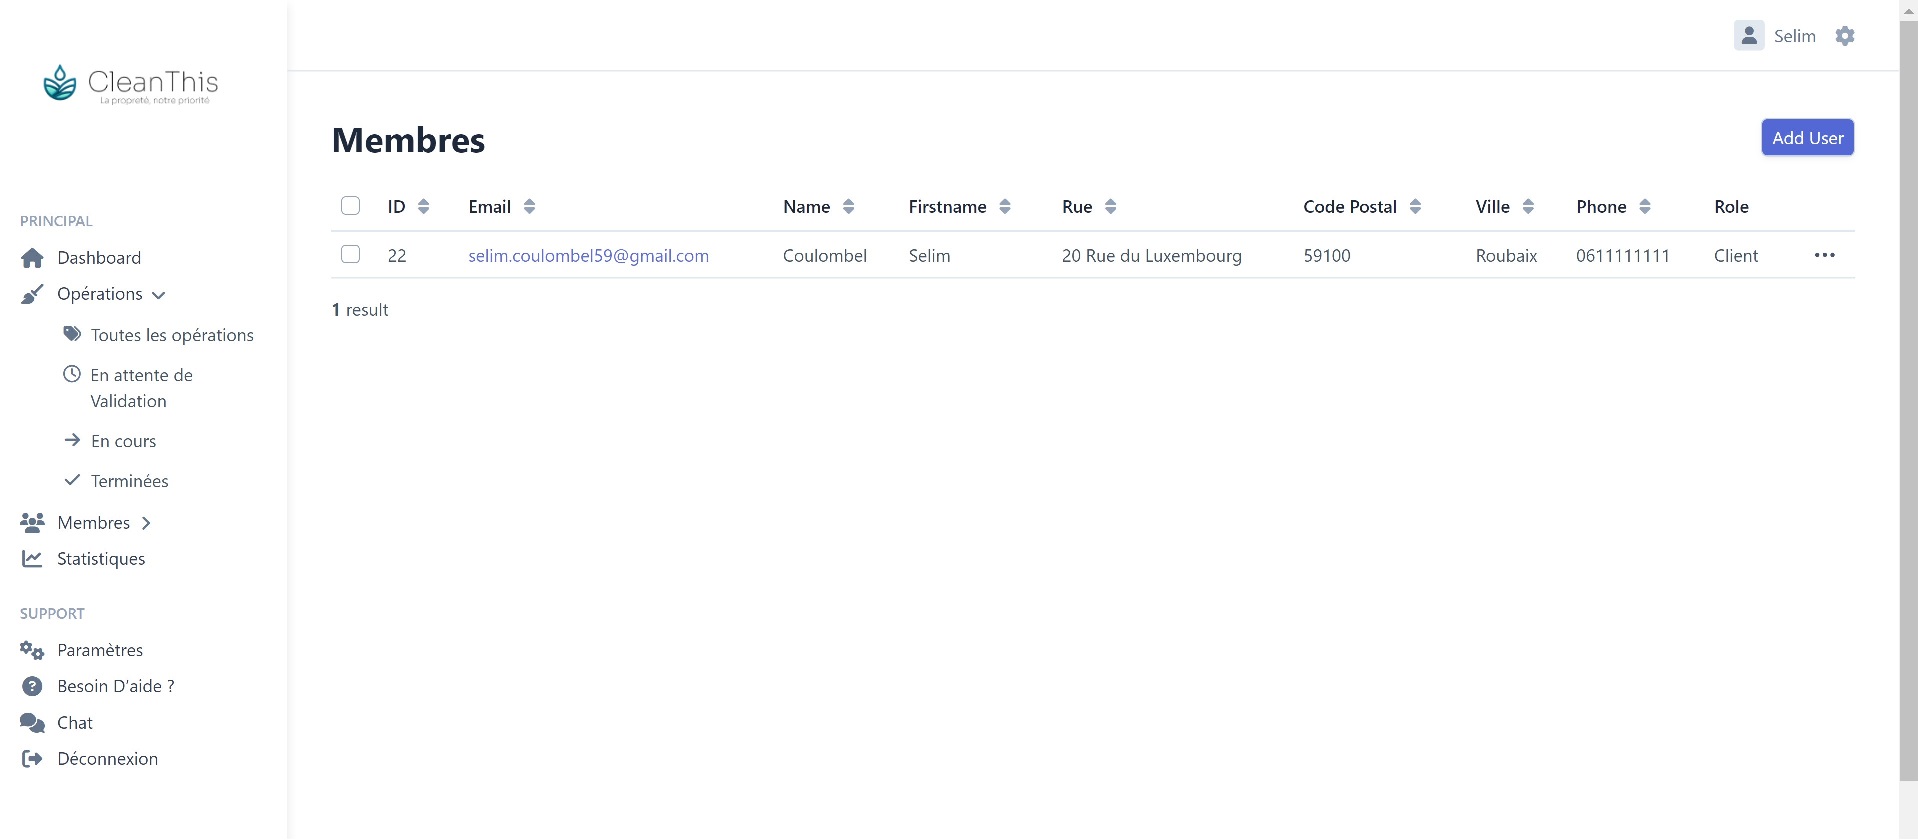 Selim
CleanThis
La propreté, notre priorité
Membres
Add User
ID Email Name Firstname Rue Code Postal Ville Phone Role
22 selim.coulombel59@gmail.com Coulombel Selim 20 Rue du Luxembourg 59100 Roubaix 0611111111 Client
1 result
PRINCIPAL
Dashboard
Opérations
Toutes les opérations
En attente de
Validation
En cours
Terminées
Membres
Statistiques
SUPPORT
Paramètres
Besoin D'aide ?
Chat
Déconnexion